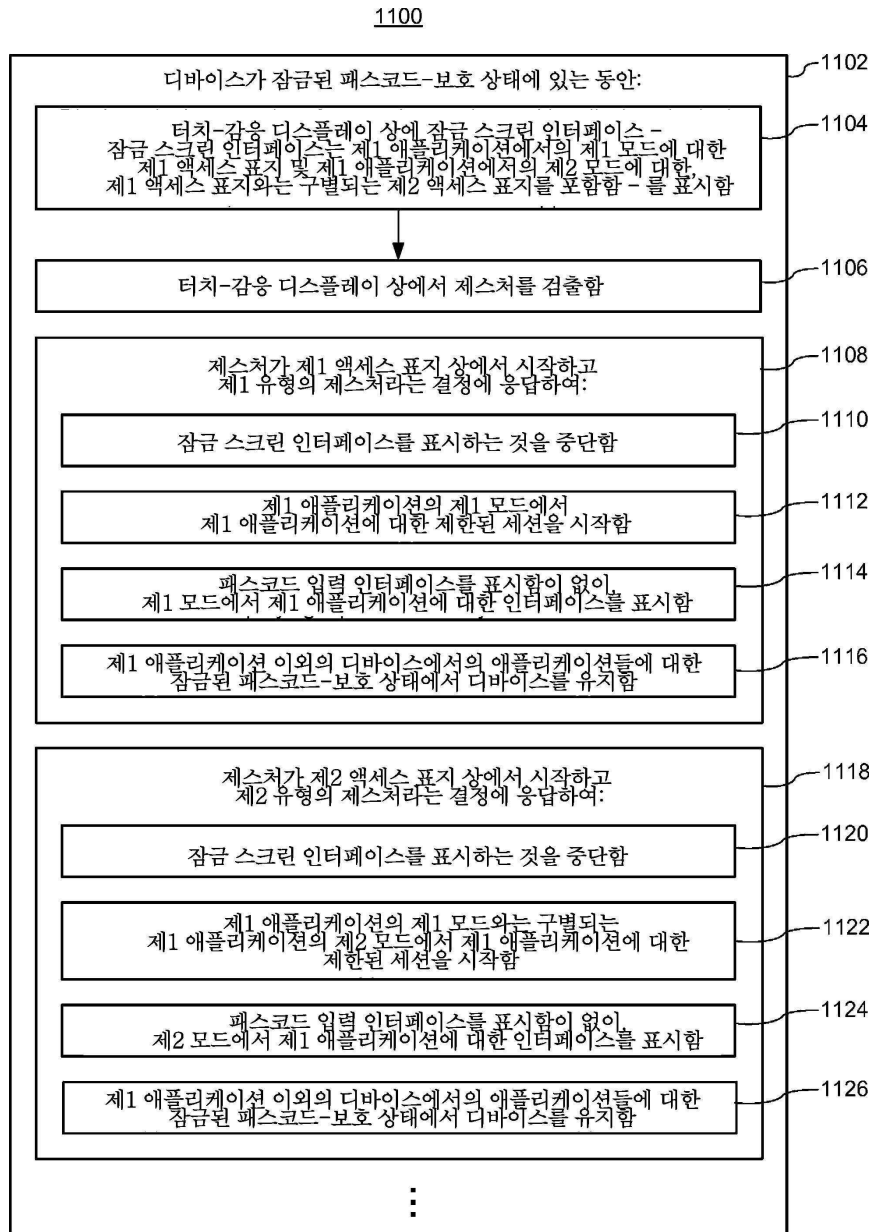 1100
디바이스가 잠금된 패스코드-보호 상태에 있는 동안:
1102
터치-감응 디스플레이 상에 잠금 스크린 인터페이스 -
잠금 스크린 인터페이스는 제1 애플리케이션에서의 제1 모드에 대한
제1 액세스 표지 및 제1 애플리케이션에서의 제2 모드에 대한,
제1 액세스 표지와는 구별되는 제2 액세스 표지를 포함함 - 를 표시함
1104
터치-감응 디스플레이 상에서 제스처를 검출함
1106
제스처가 제1 액세스 표지 상에서 시작하고
제1 유형의 제스처라는 결정에 응답하여:
1108
잠금 스크린 인터페이스를 표시하는 것을 중단함
1110
제1 애플리케이션의 제1 모드에서
제1 애플리케이션에 대한 제한된 세션을 시작함
1112
패스코드 입력 인터페이스를 표시함이 없이,
제1 모드에서 제1 애플리케이션에 대한 인터페이스를 표시함
1114
제1 애플리케이션 이외의 디바이스에서의 애플리케이션들에 대한
잠금된 패스코드-보호 상태에서 디바이스를 유지함
1116
제스처가 제2 액세스 표지 상에서 시작하고
제2 유형의 제스처라는 결정에 응답하여:
1118
잠금 스크린 인터페이스를 표시하는 것을 중단함
1120
제1 애플리케이션의 제1 모드와는 구별되는
제1 애플리케이션의 제2 모드에서 제1 애플리케이션에 대한
제한된 세션을 시작함
1122
패스코드 입력 인터페이스를 표시함이 없이,
제2 모드에서 제1 애플리케이션에 대한 인터페이스를 표시함
1124
제1 애플리케이션 이외의 디바이스에서의 애플리케이션들에 대한
잠금된 패스코드-보호 상태에서 디바이스를 유지함
1126